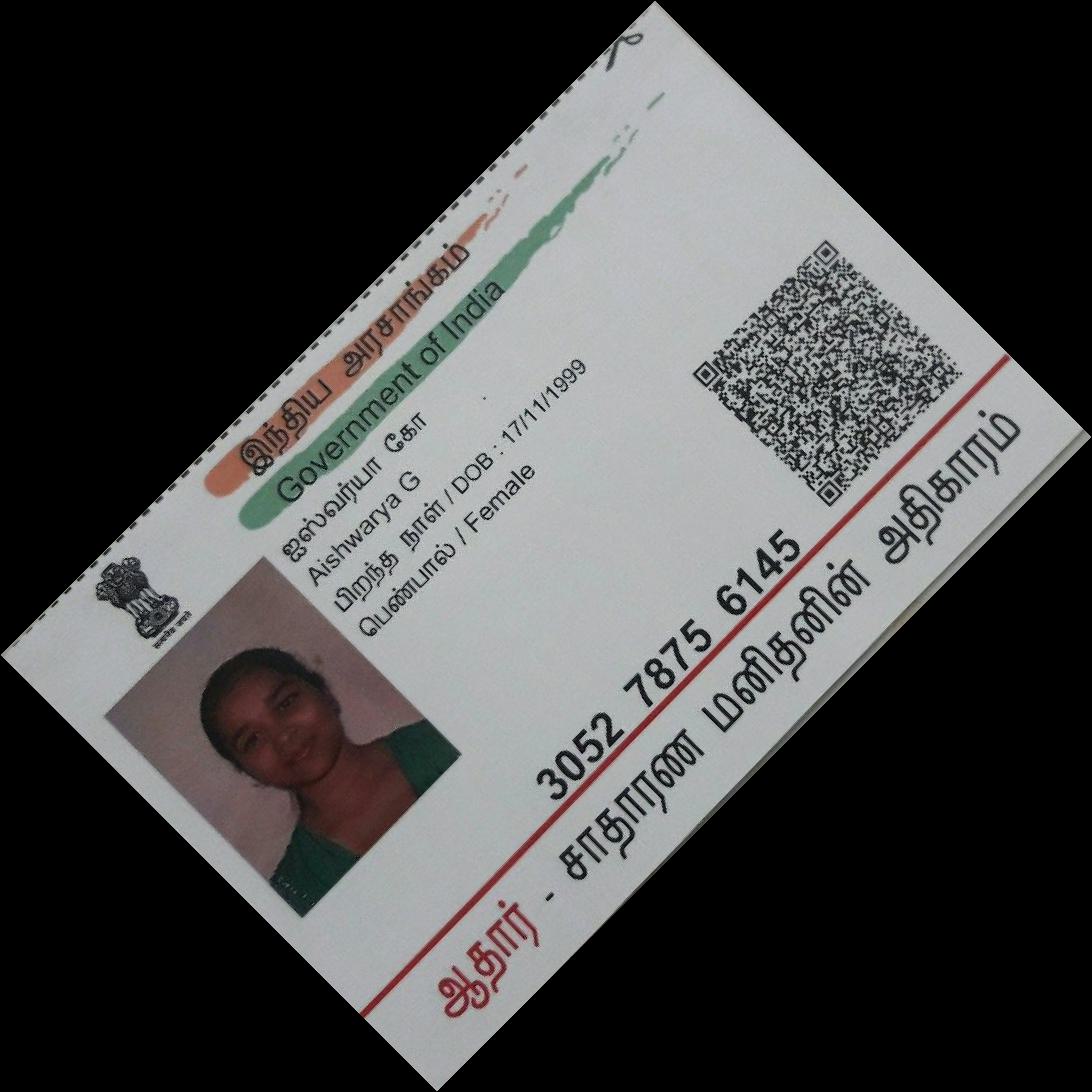 இந்திய அரசாங்கம்
Government of India
ஐஸ்வர்யா கோ
Aishwarya G
பிறந்த நாள் / DOB : 17/11/1999
பெண்பால் / Female
3052 7875 6145
ஆதார் - சாதாரண மனிதனின் அதிகாரம்